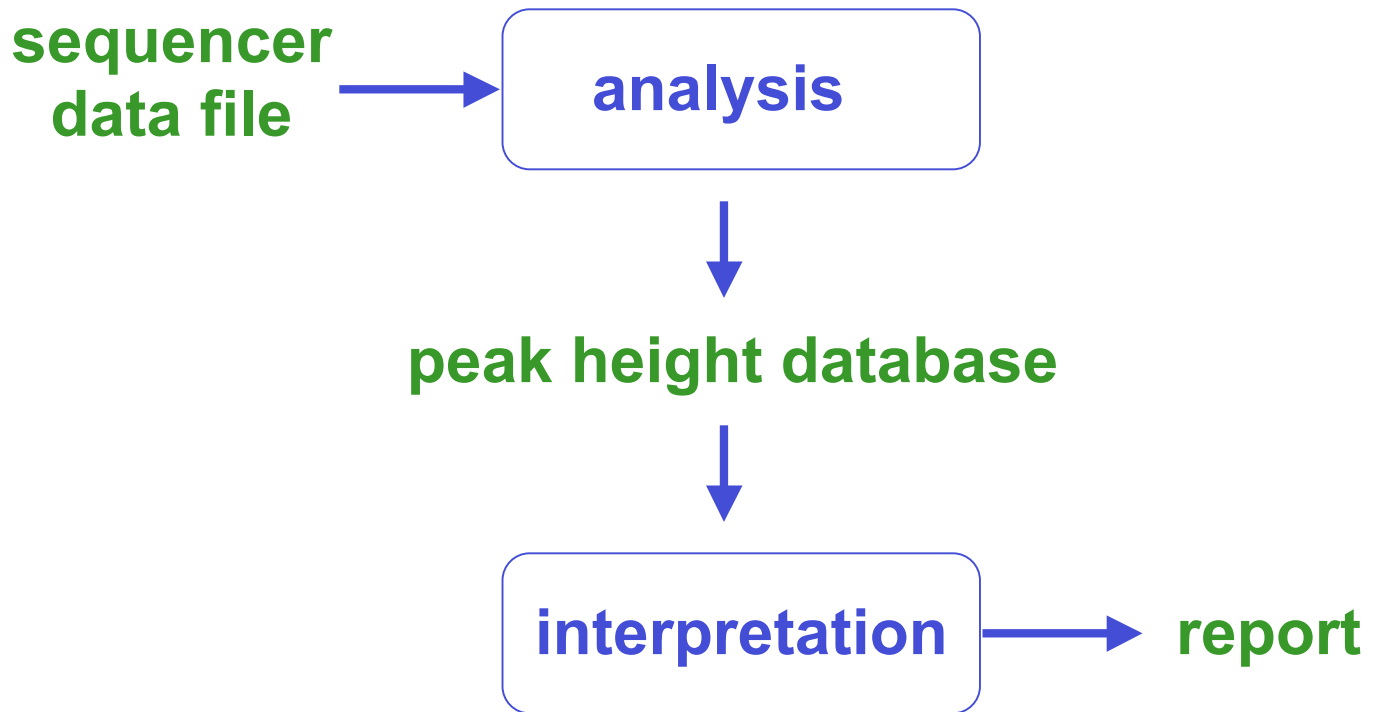 sequencer
data file
analysis
peak height database
interpretation
report